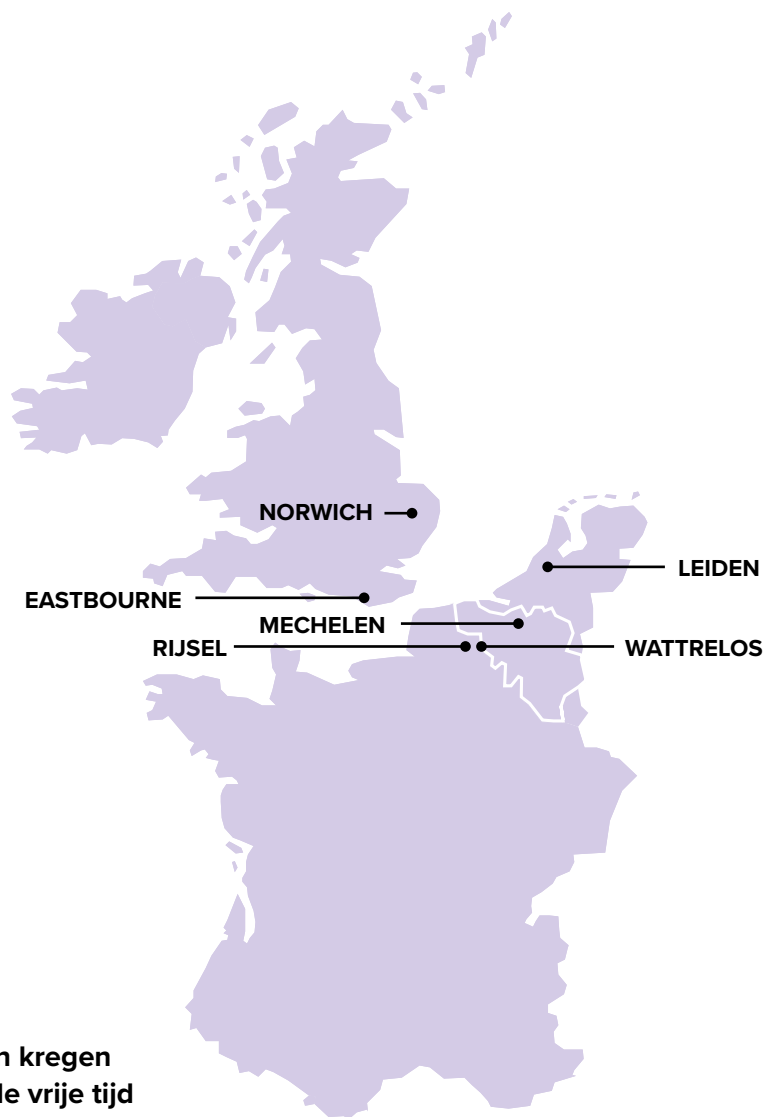 NORWICH
LEIDEN
EASTBOURNE
MECHELEN
RIJSEL
WATTRELOS
n kregen
le vrije tijd